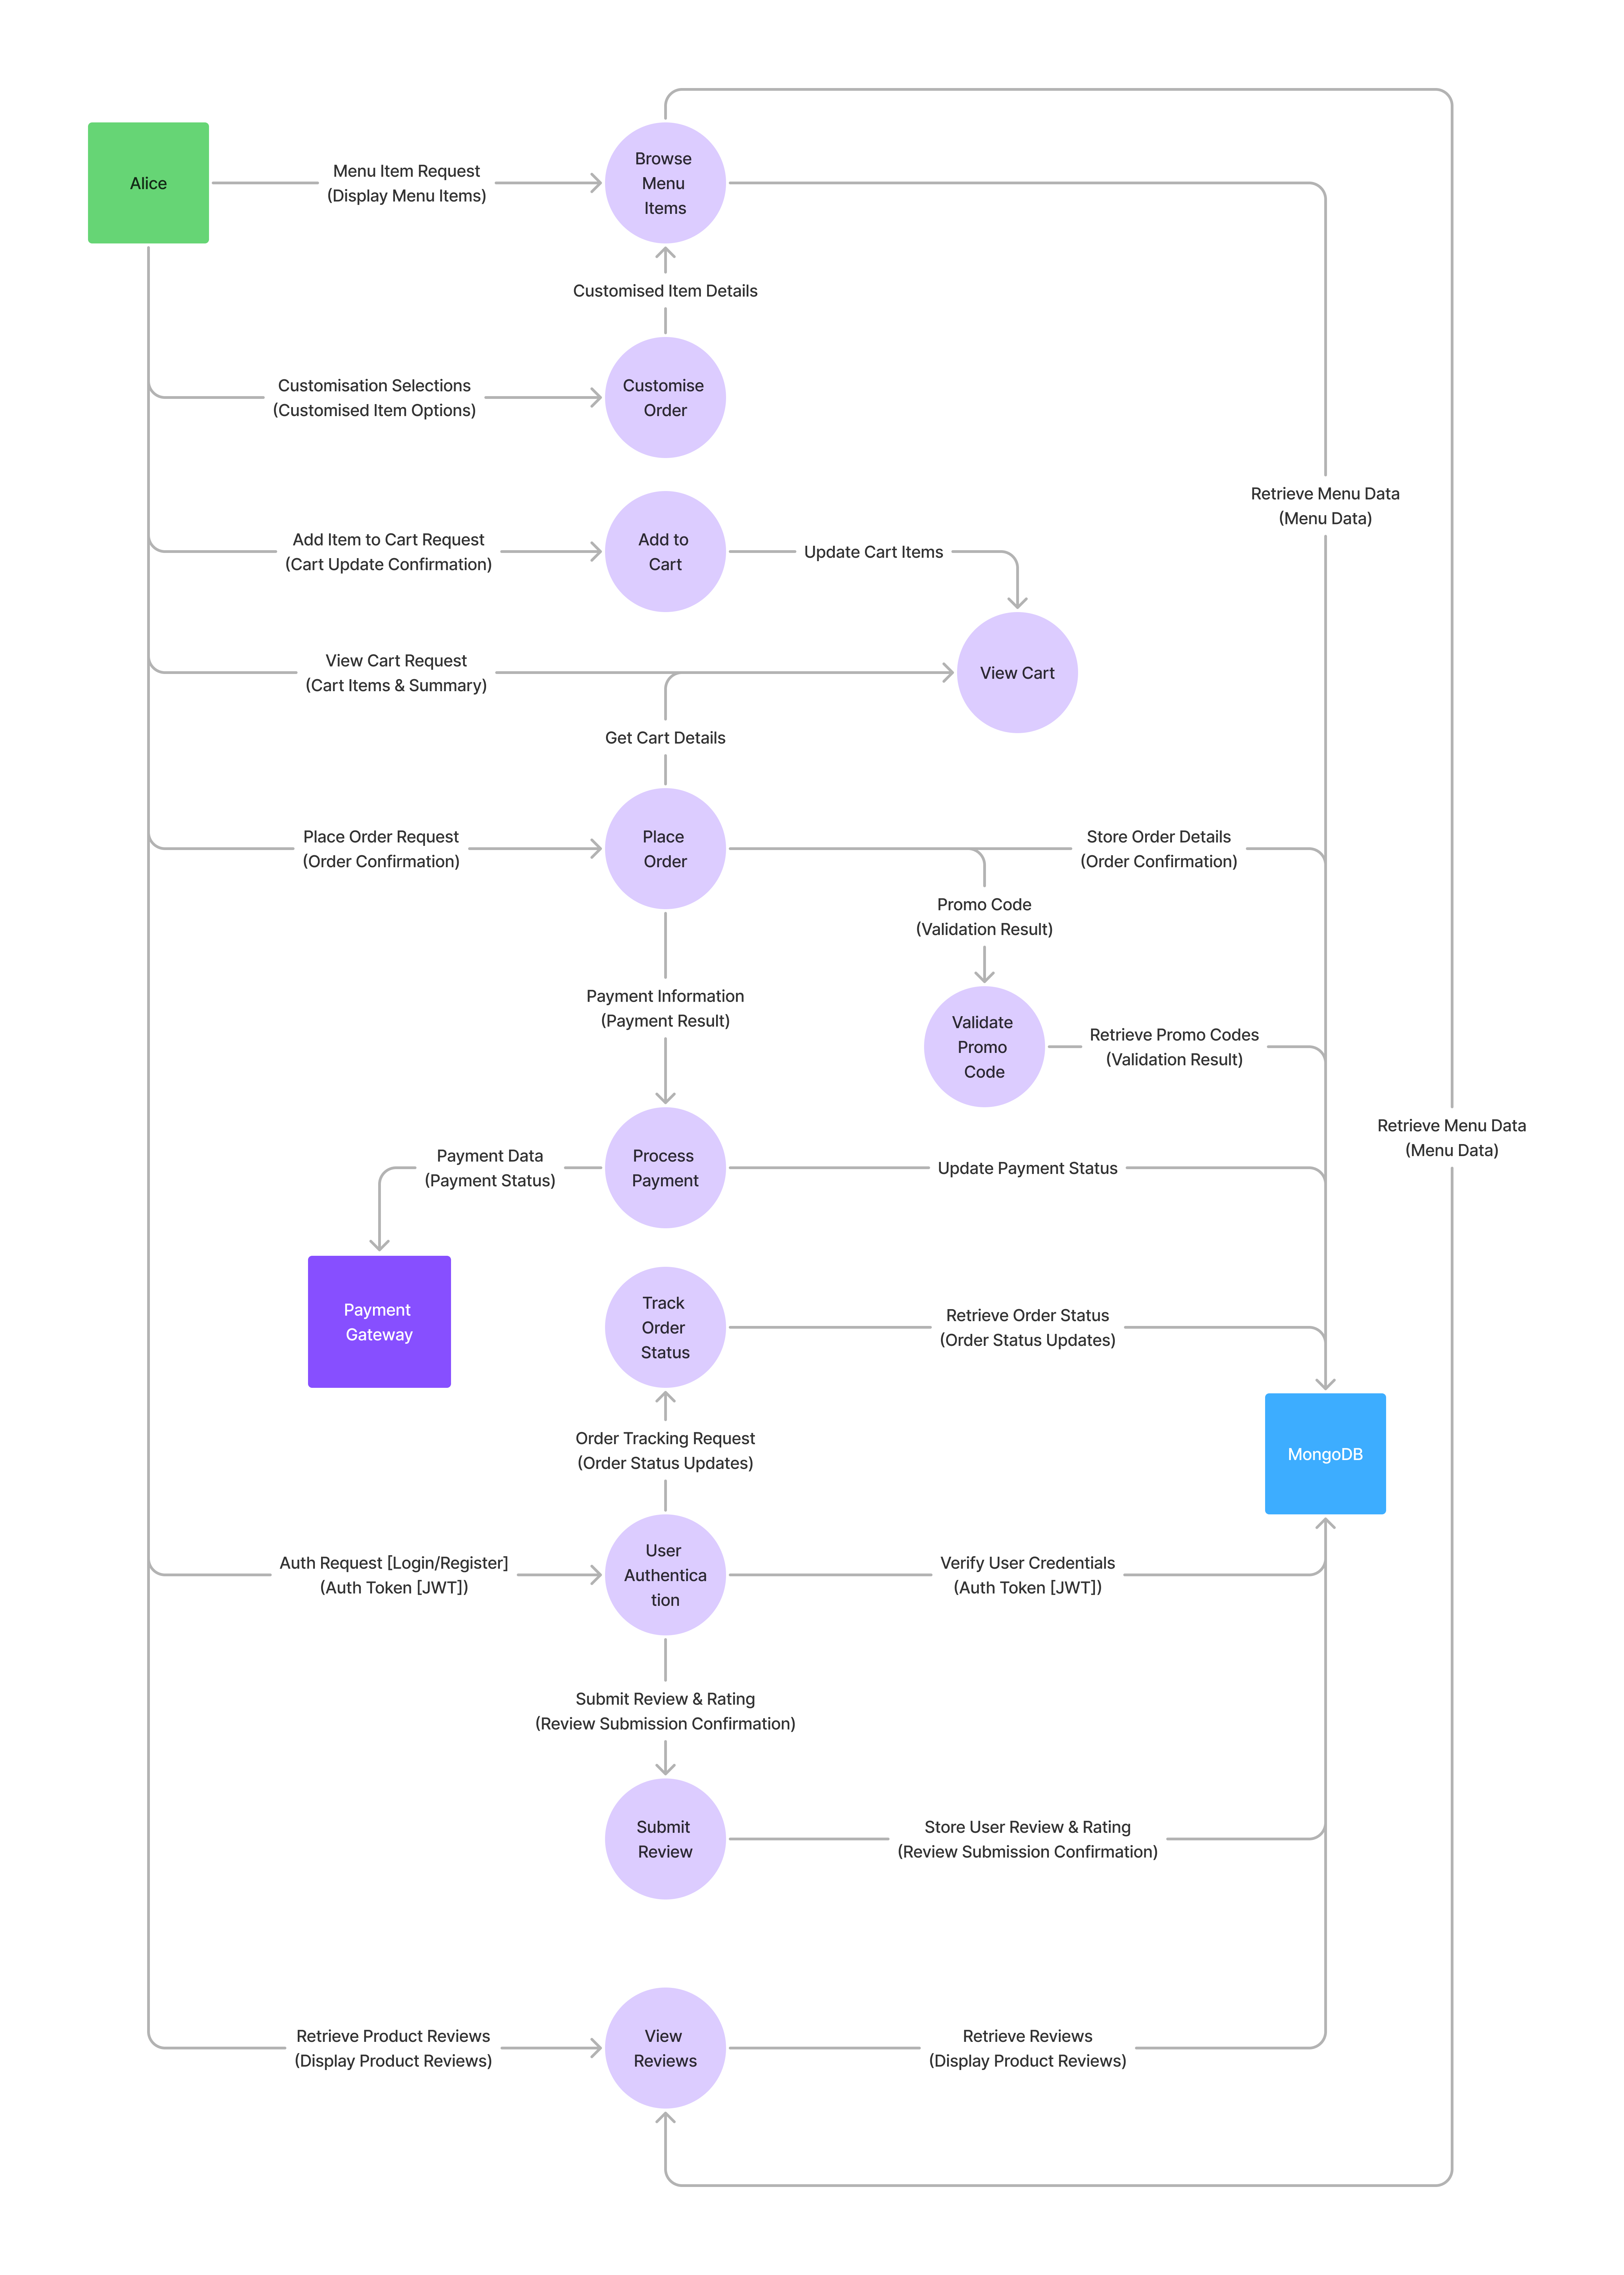 Alice
Menu Item Request
(Display Menu Items)
Browse
Menu
Items
Customised Item Details
Customisation Selections
(Customised Item Options)
Customise
Order
Retrieve Menu Data
(Menu Data)
Add Item to Cart Request
(Cart Update Confirmation)
Add to
Cart
Update Cart Items
View Cart Request
(Cart Items & Summary)
View Cart
Get Cart Details
Place Order Request
(Order Confirmation)
Place
Order
Store Order Details
(Order Confirmation)
Promo Code
(Validation Result)
Payment Information
(Payment Result)
Validate
Promo
Code
Retrieve Promo Codes
(Validation Result)
Retrieve Menu Data
(Menu Data)
Payment Data
(Payment Status)
Process
Payment
Update Payment Status
Payment
Gateway
Track
Order
Status
Retrieve Order Status
(Order Status Updates)
Order Tracking Request
(Order Status Updates)
MongoDB
Auth Request [Login/Register]
(Auth Token [JWT])
User
Authentica
tion
Verify User Credentials
(Auth Token [JWT])
Submit Review & Rating
(Review Submission Confirmation)
Submit
Review
Store User Review & Rating
(Review Submission Confirmation)
Retrieve Product Reviews
(Display Product Reviews)
View
Reviews
Retrieve Reviews
(Display Product Reviews)